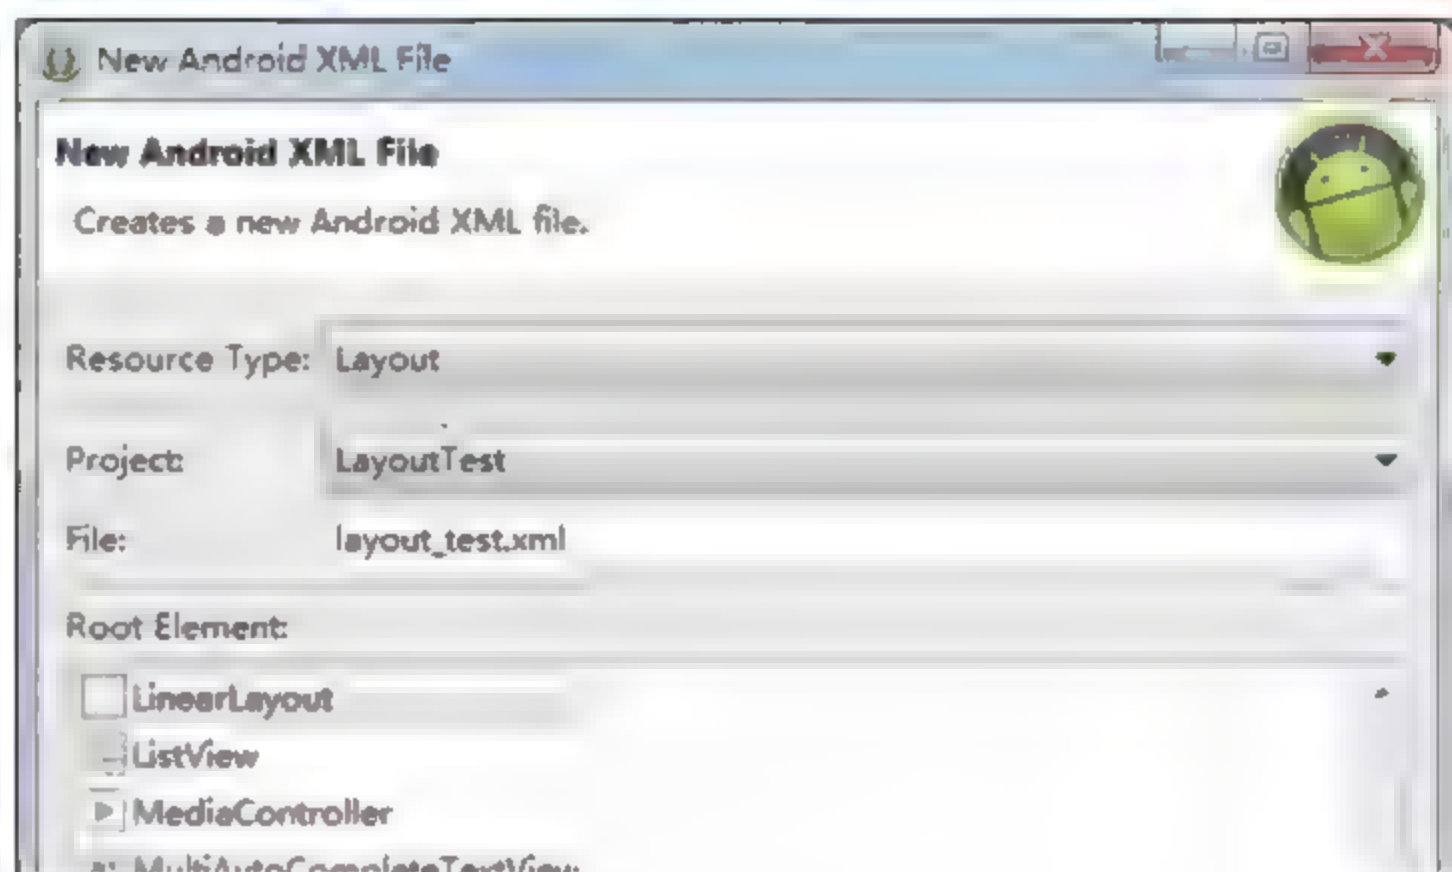 New Android XML File
New Android XML File
Creates a new Android XML file.
Resource Type: Layout
Project: LayoutTest
File: layout_test.xml
Root Element:
LinearLayout
ListView
MediaController
MultiAutoCompleteTextView